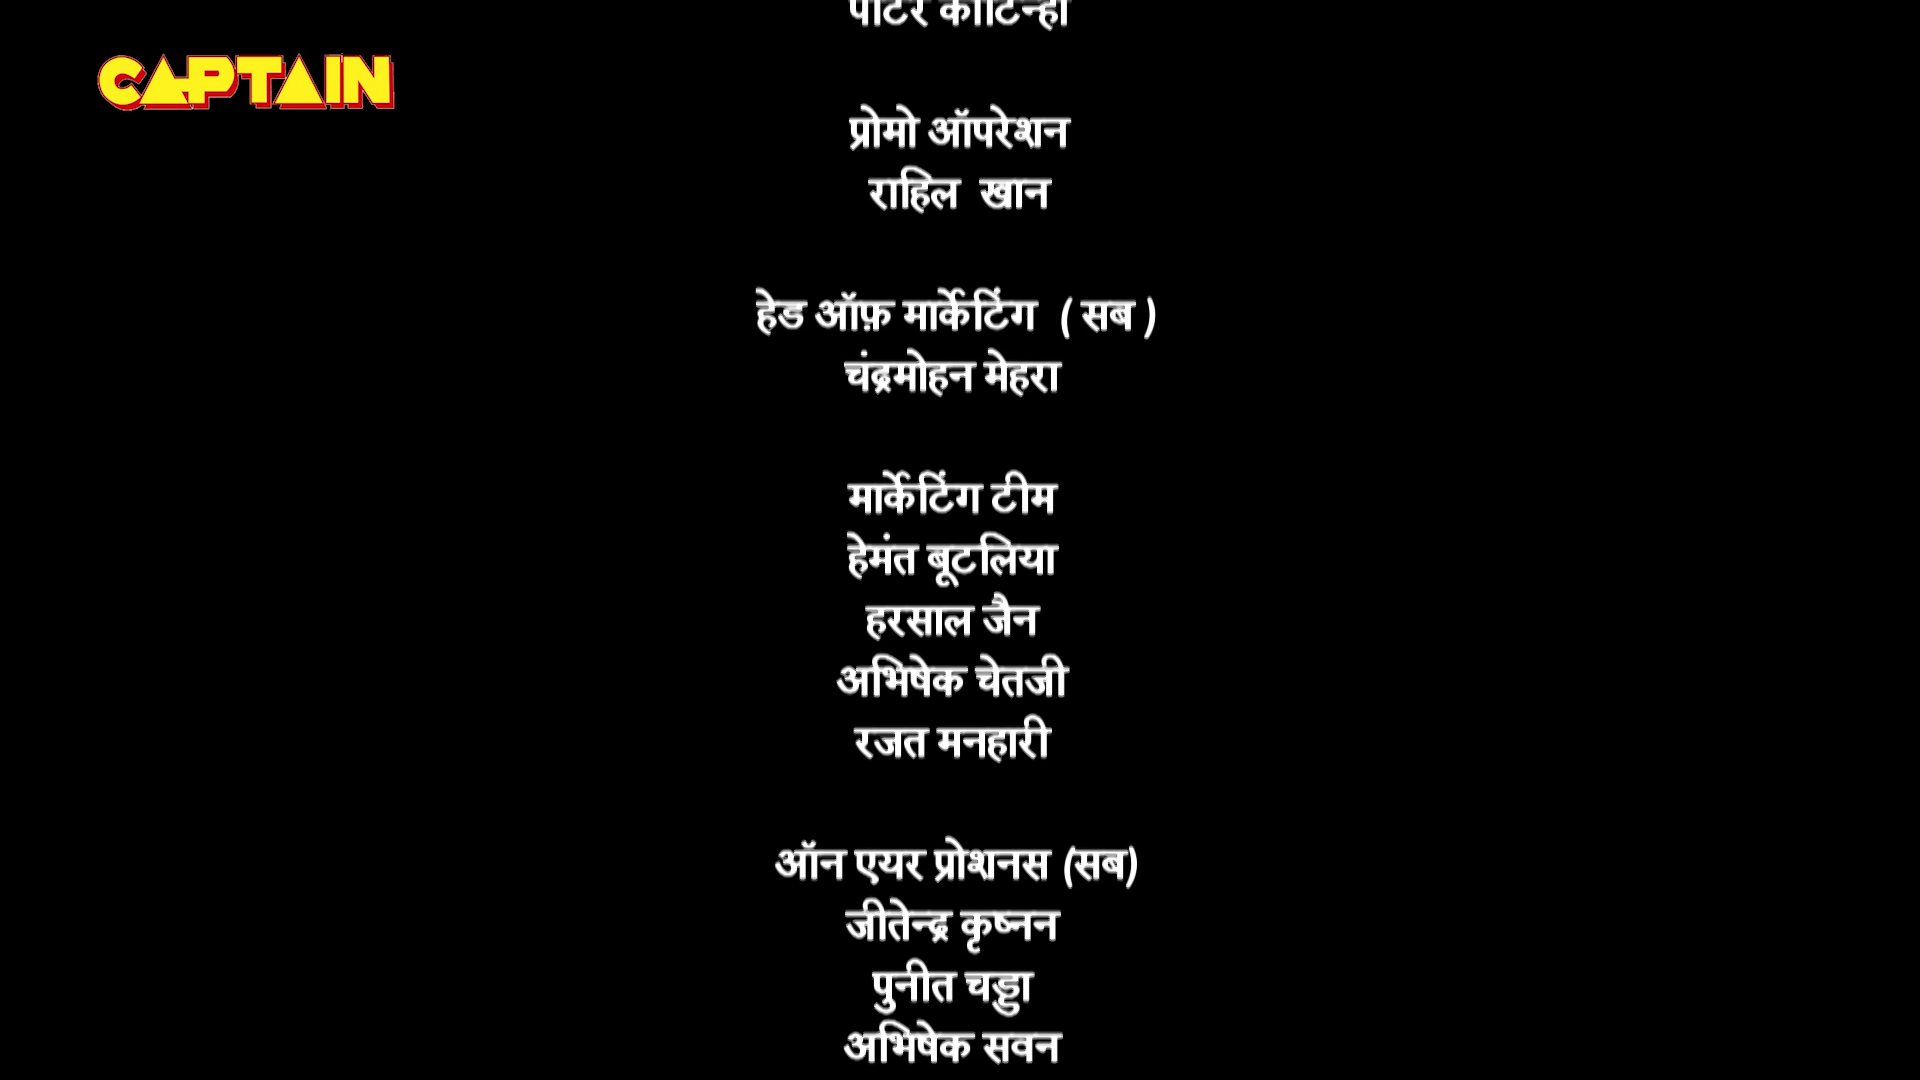 CAPTAIN
प्रोमो ऑपरेशन
राहिल खान
हेड ऑफ़ मार्केटिंग ( सब )
चंद्रमोहन मेहरा
मार्केटिंग टीम
हेमंत बूटलिया
हरसाल जैन
अभिषेक चेतजी
रजत मनहारी
ऑन एयर प्रोशनस (सब)
जीतेन्द्र कृष्नन
पुनीत चड्डा
अभिषेक सवन